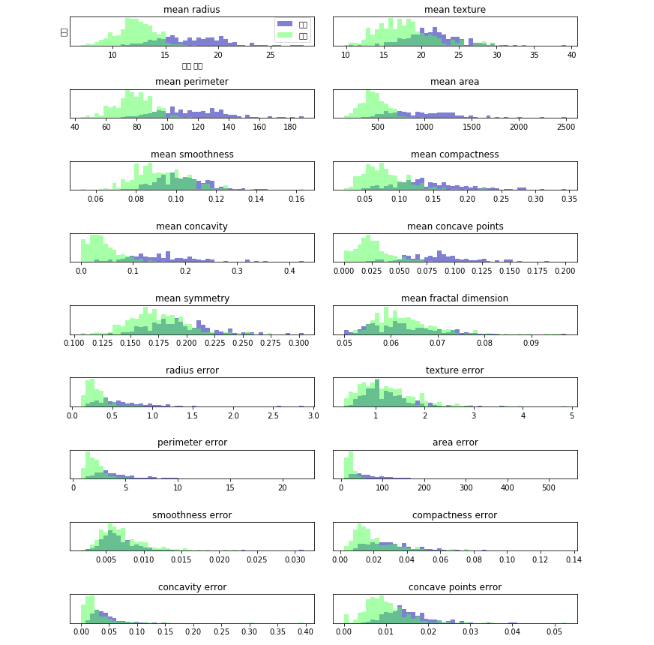 mean radius
mean texture
10 15 20 25
10 15 20 25 30 35 40
mean perimeter
mean area
40 60 80 100 120 140 160 180
500 1000 1500 2000 2500
mean smoothness
mean compactness
0.06 0.08 0.10 0.12 0.14 0.16
0.05 0.10 0.15 0.20 0.25 0.30 0.35
mean concavity
mean concave points
0.0 0.1 0.2 0.3 0.4
0.000 0.025 0.050 0.075 0.100 0.125 0.150 0.175 0.200
mean symmetry
mean fractal dimension
0.100 0.125 0.150 0.175 0.200 0.225 0.250 0.275 0.300
0.05 0.06 0.07 0.08 0.09
radius error
texture error
0.0 0.5 1.0 1.5 2.0 2.5 3.0
1 2 3 4 5
perimeter error
area error
0 5 10 15 20
0 100 200 300 400 500
smoothness error
compactness error
0.005 0.010 0.015 0.020 0.025 0.030
0.00 0.02 0.04 0.06 0.08 0.10 0.12 0.14
concavity error
concave points error
0.00 0.05 0.10 0.15 0.20 0.25 0.30 0.35 0.40
0.00 0.01 0.02 0.03 0.04 0.05